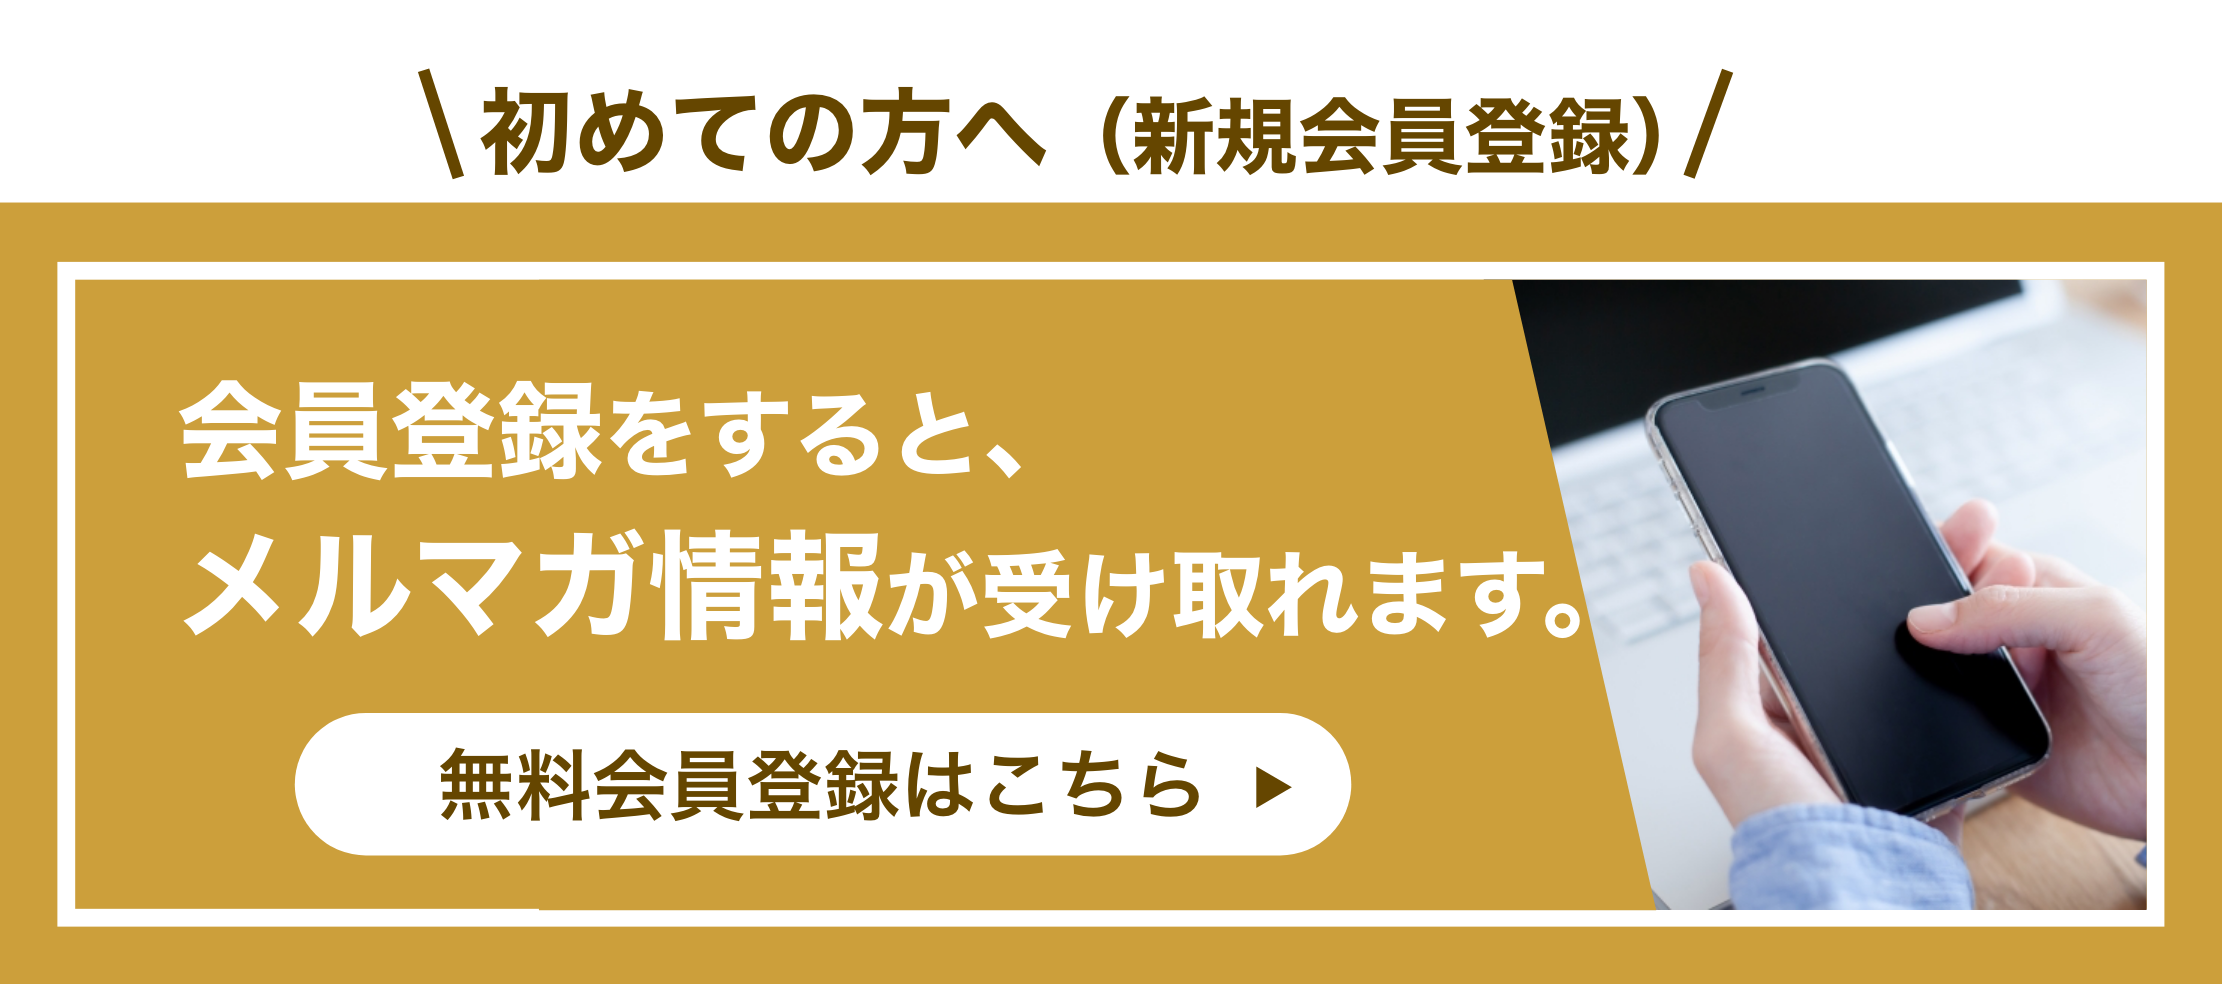 \初めての方へ（新規会員登録）/
会員登録をすると、
メルマガ情報が受け取れます。
無料会員登録はこちら ▶